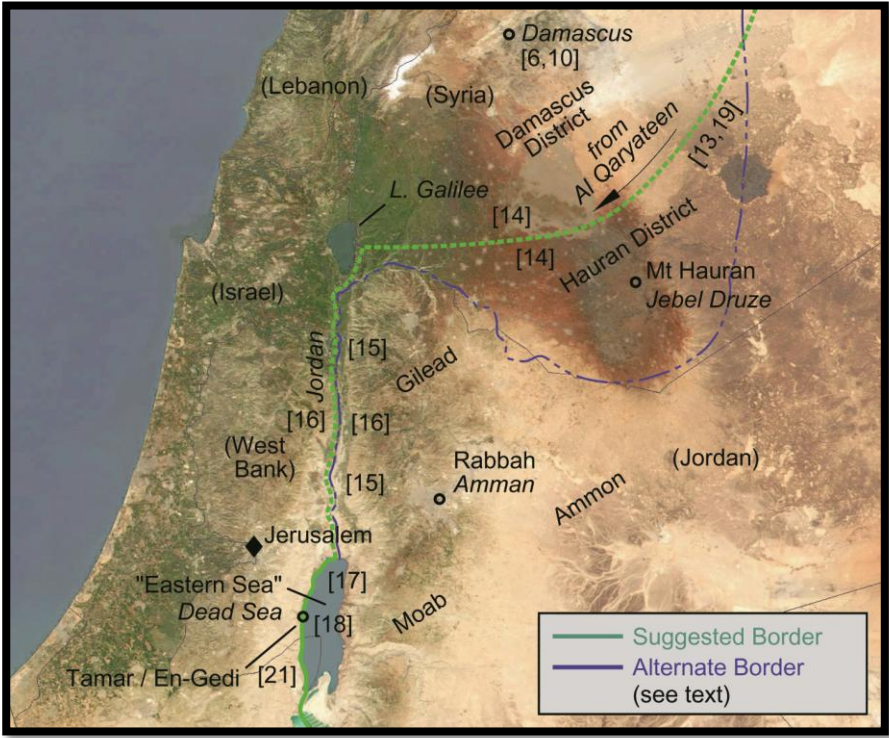 Damascus
[6,10]
(Lebanon)
(Syria)
Damascus
District
from
Al Qaryateen
[13,19]
L. Galilee
[14]
[14]
Hauran District
Mt Hauran
Jebel Druze
(Israel)
Jordan
[15]
Gilead
[16]
[16]
(West
Bank)
[15]
Rabbah
Amman
(Jordan)
Ammon
Jerusalem
"Eastern Sea"
Dead Sea
[17]
[18]
Moab
Tamar / En-Gedi
[21]
Suggested Border
Alternate Border
(see text)